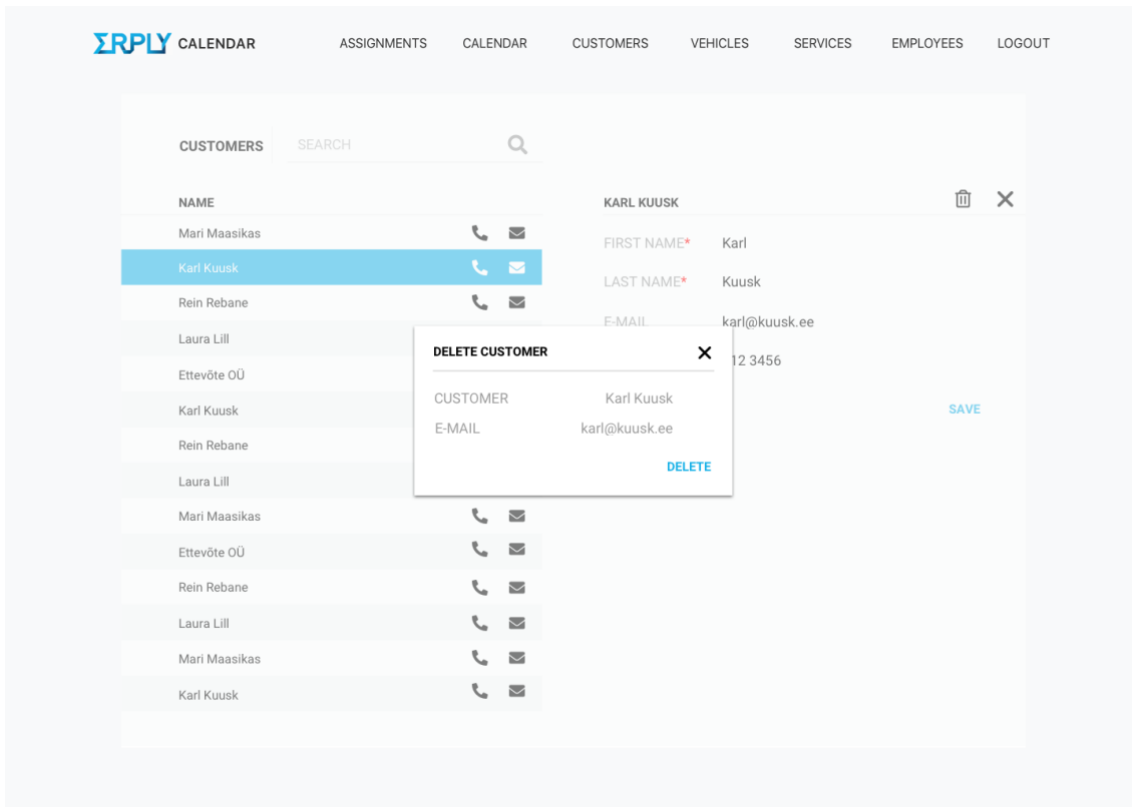 ERPLY CALENDAR ASSIGNMENTS CALENDAR CUSTOMERS VEHICLES SERVICES EMPLOYEES LOGOUT
CUSTOMERS SEARCH
NAME
Mari Maasikas
Karl Kuusk
Rein Rebane
Laura Lill
Ettevõte OÜ
Karl Kuusk
Rein Rebane
Laura Lill
Mari Maasikas
Ettevõte OÜ
Rein Rebane
Laura Lill
Mari Maasikas
Karl Kuusk
KARL KUUSK
FIRST NAME* Karl
LAST NAME* Kuusk
E-MAIL karl@kuusk.ee
12 3456
SAVE
DELETE CUSTOMER
CUSTOMER Karl Kuusk
E-MAIL karl@kuusk.ee
DELETE